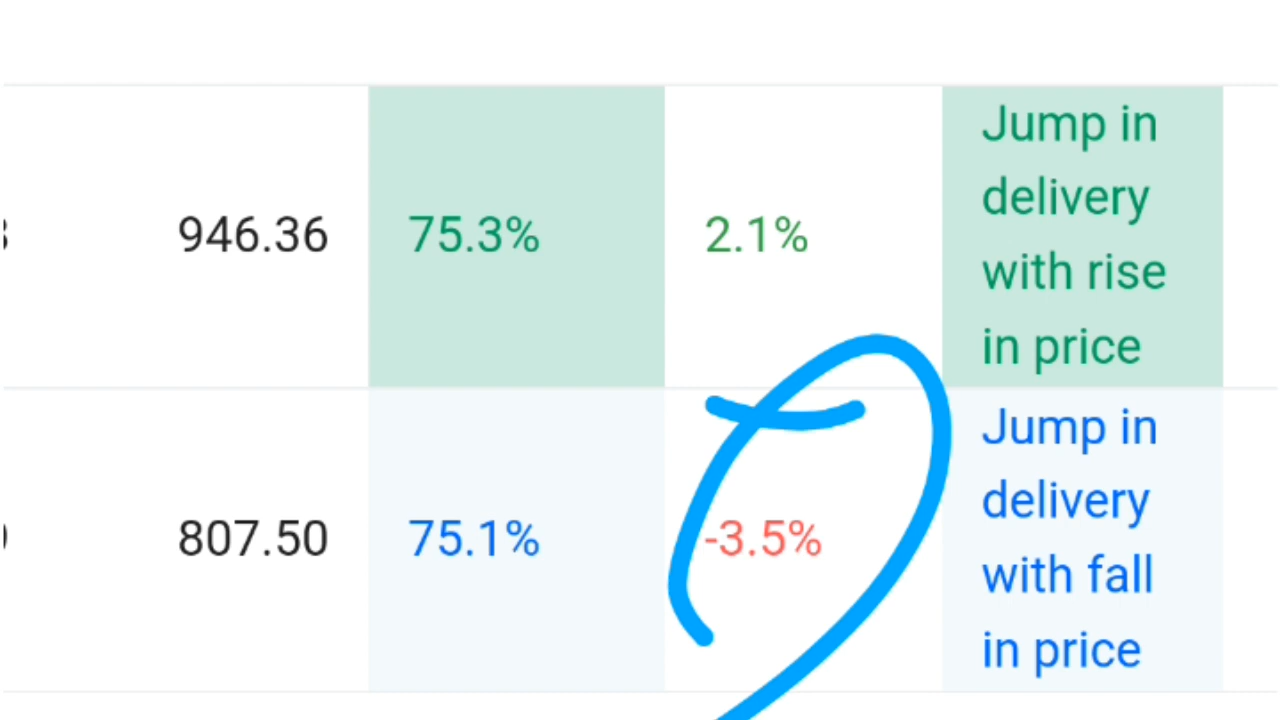 946.36 75.3% 2.1%
Jump in
delivery
with rise
in price
807.50 75.1% -3.5%
Jump in
delivery
with fall
in price